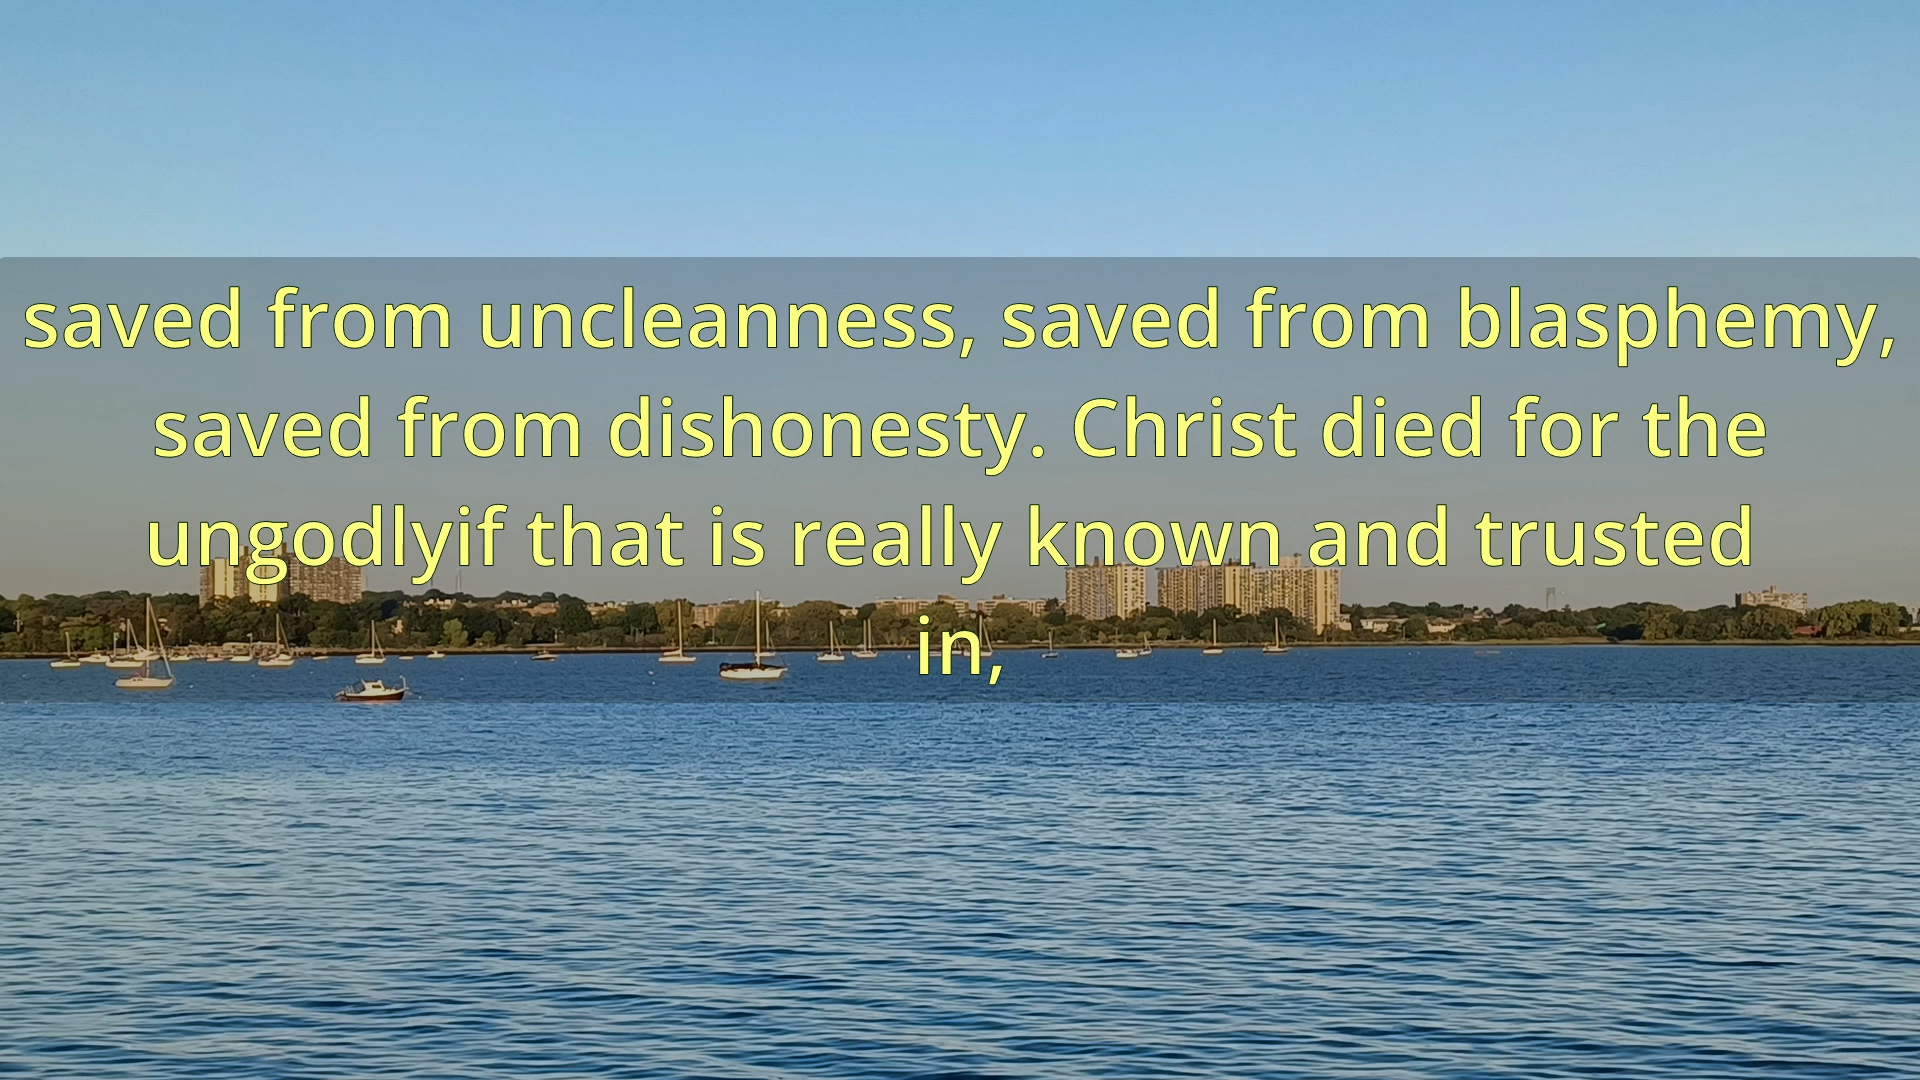 saved from uncleanness, saved from blasphemy,
saved from dishonesty. Christ died for the
ungodlyif that is really known and trusted
in,